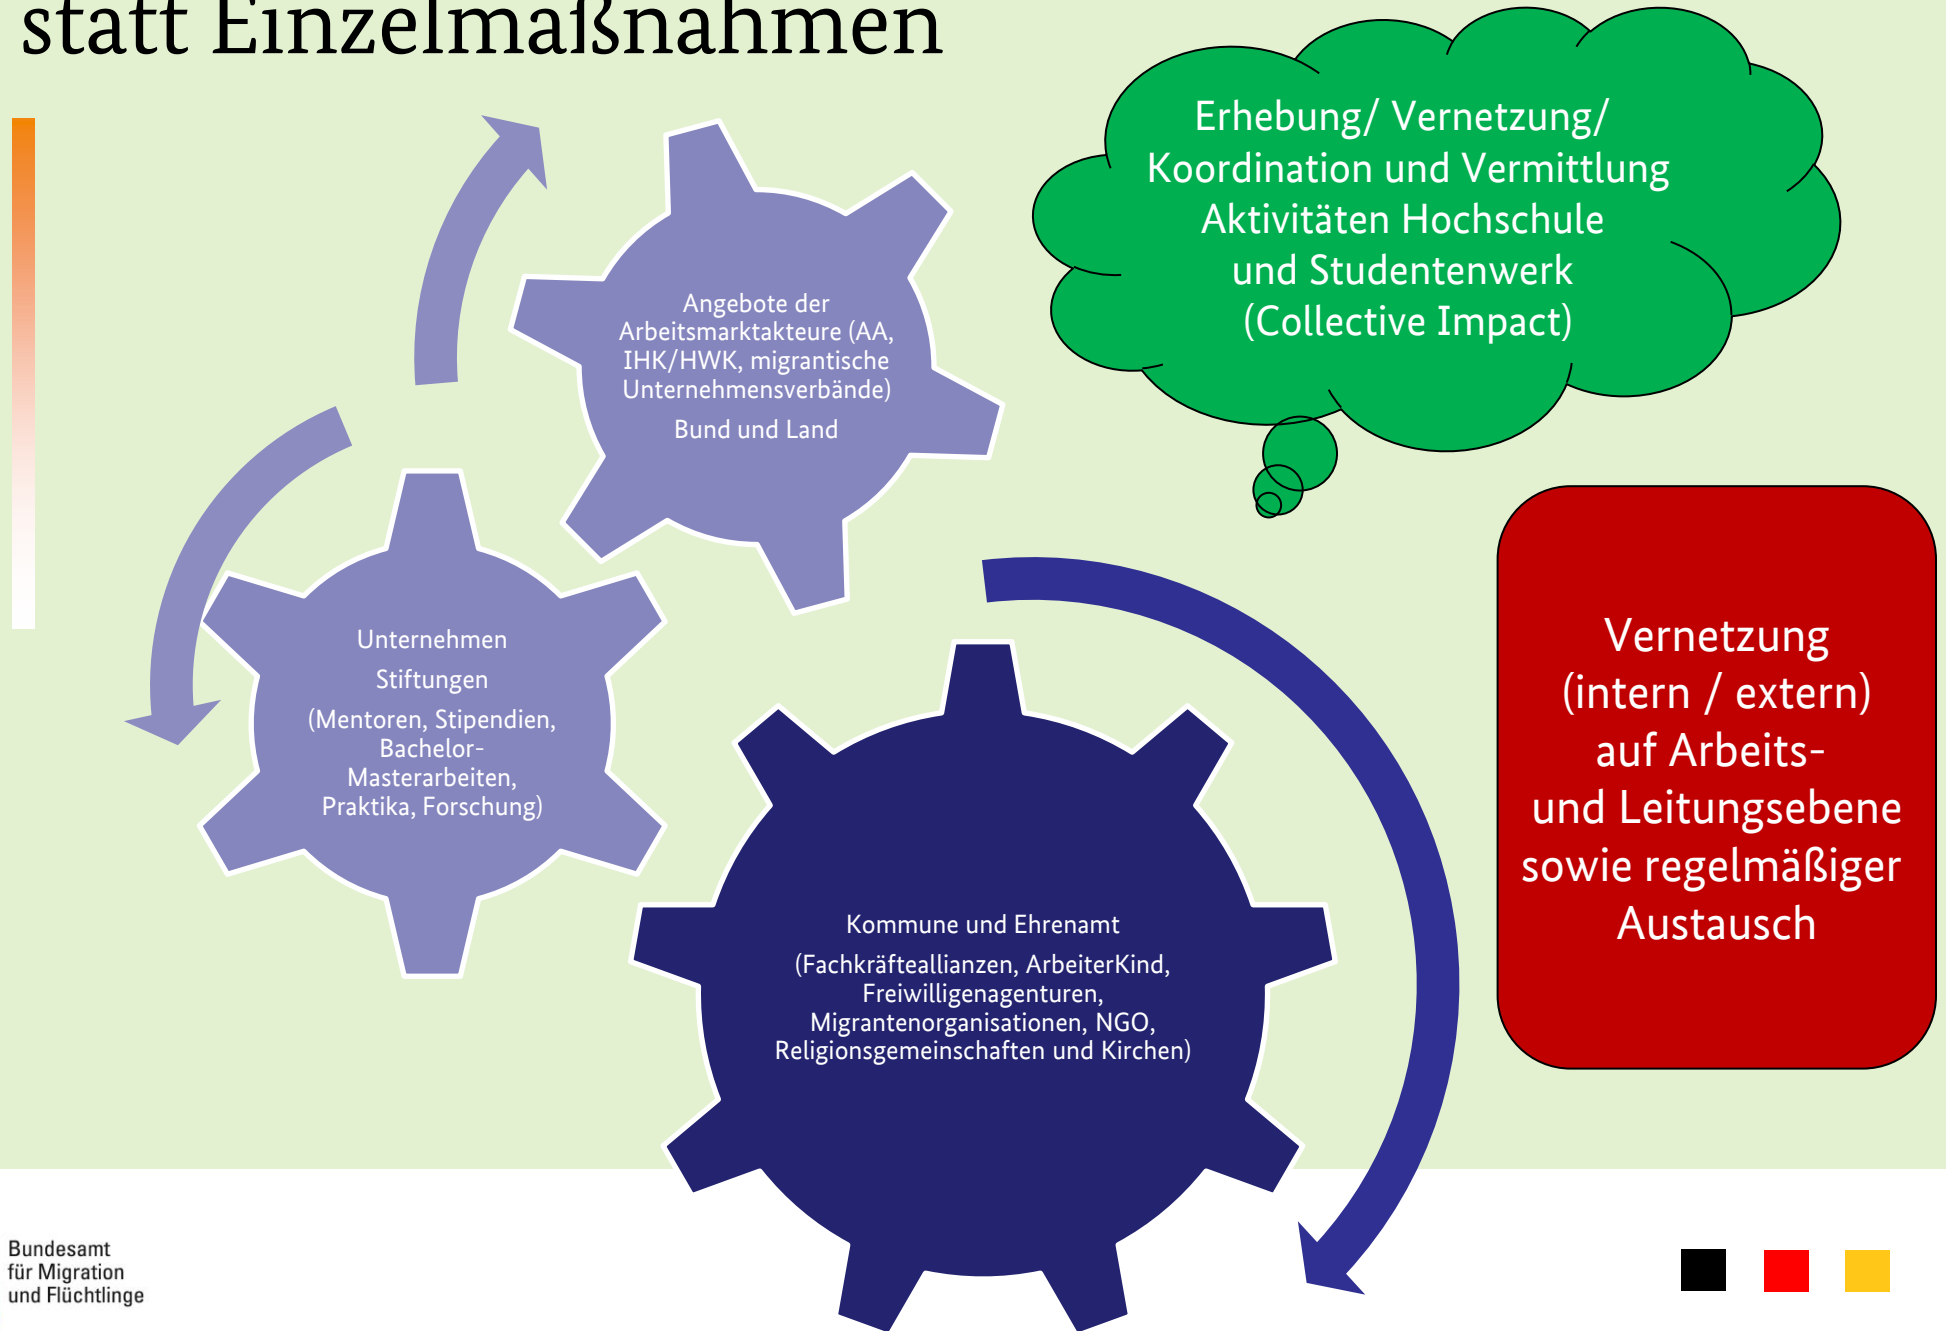 statt Einzelmaßnahmen
Erhebung/ Vernetzung/
Koordination und Vermittlung
Aktivitäten Hochschule
und Studentenwerk
(Collective Impact)
Angebote der
Arbeitsmarktakteure (AA,
IHK/HWK, migrantische
Unternehmensverbände)
Bund und Land
Unternehmen
Stiftungen
(Mentoren, Stipendien,
Bachelor-
Masterarbeiten,
Praktika, Forschung)
Vernetzung
(intern / extern)
auf Arbeits-
und Leitungsebene
sowie regelmäßiger
Austausch
Kommune und Ehrenamt
(Fachkräfteallianzen, ArbeiterKind,
Freiwilligenagenturen,
Migrantenorganisationen, NGO,
Religionsgemeinschaften und Kirchen)
Bundesamt
für Migration
und Flüchtlinge